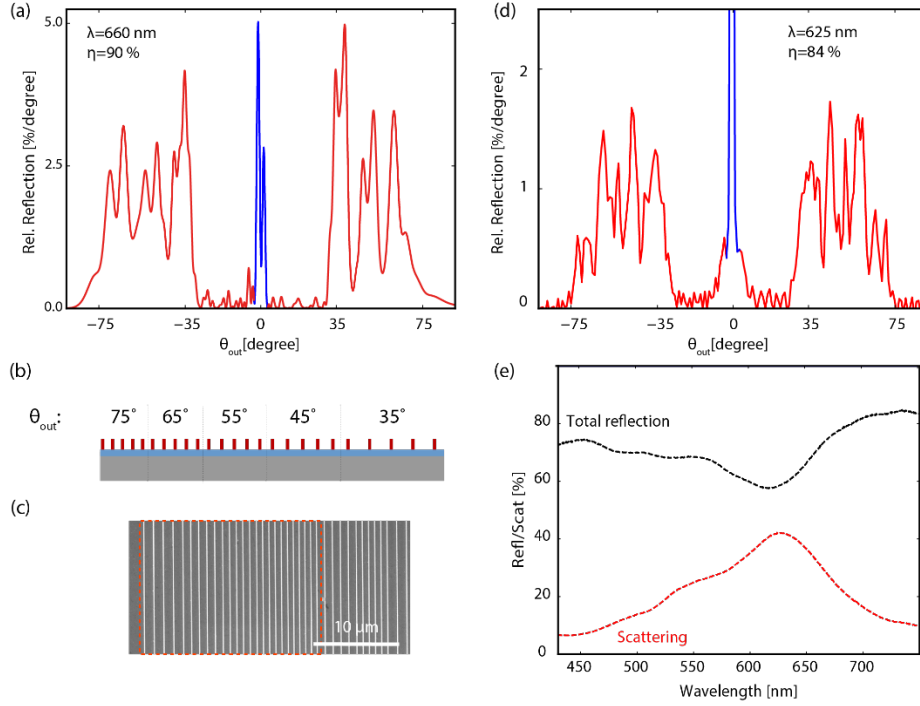 (a)
5.0
2.5
0.0
Rel. Reflection [%/degree]
λ=660 nm
η=90 %
−75
−35
0
35
75
θout[degree]
(d)
2
1
0
Rel. Reflection [%/degree]
λ=625 nm
η=84 %
−75
−35
0
35
75
θout[degree]
(b)
θout: 75° 65° 55° 45° 35°
(c)
10 μm
(e)
80
60
40
20
0
Refl/Scat [%]
Total reflection
Scattering
450 500 550 600 650 700
Wavelength [nm]